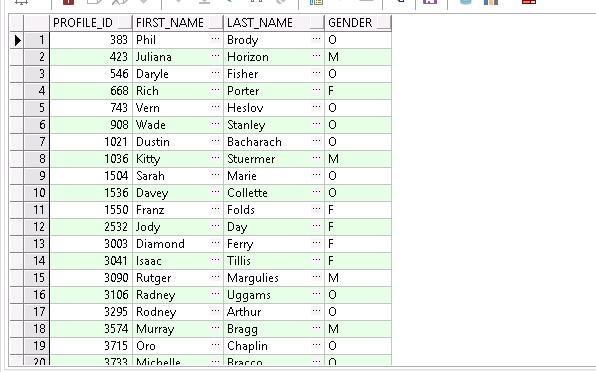 PROFILE_ID FIRST_NAME LAST_NAME GENDER
1 383 Phil ... Brody ... O
2 423 Juliana ... Horizon ... M
3 546 Daryle ... Fisher ... O
4 668 Rich ... Porter ... F
5 743 Vern ... Heslov ... O
6 908 Wade ... Stanley ... O
7 1021 Dustin ... Bacharach ... O
8 1036 Kitty ... Stuermer ... M
9 1504 Sarah ... Marie ... O
10 1536 Davey ... Collette ... O
11 1550 Franz ... Folds ... F
12 2532 Jody ... Day ... F
13 3003 Diamond ... Ferry ... F
14 3041 Isaac ... Tillis ... F
15 3090 Rutger ... Margulies ... M
16 3106 Radney ... Uggams ... O
17 3295 Rodney ... Arthur ... O
18 3574 Murray ... Bragg ... M
19 3715 Oro ... Chaplin ... O
20 3733 Michelle ... Bracco ... O